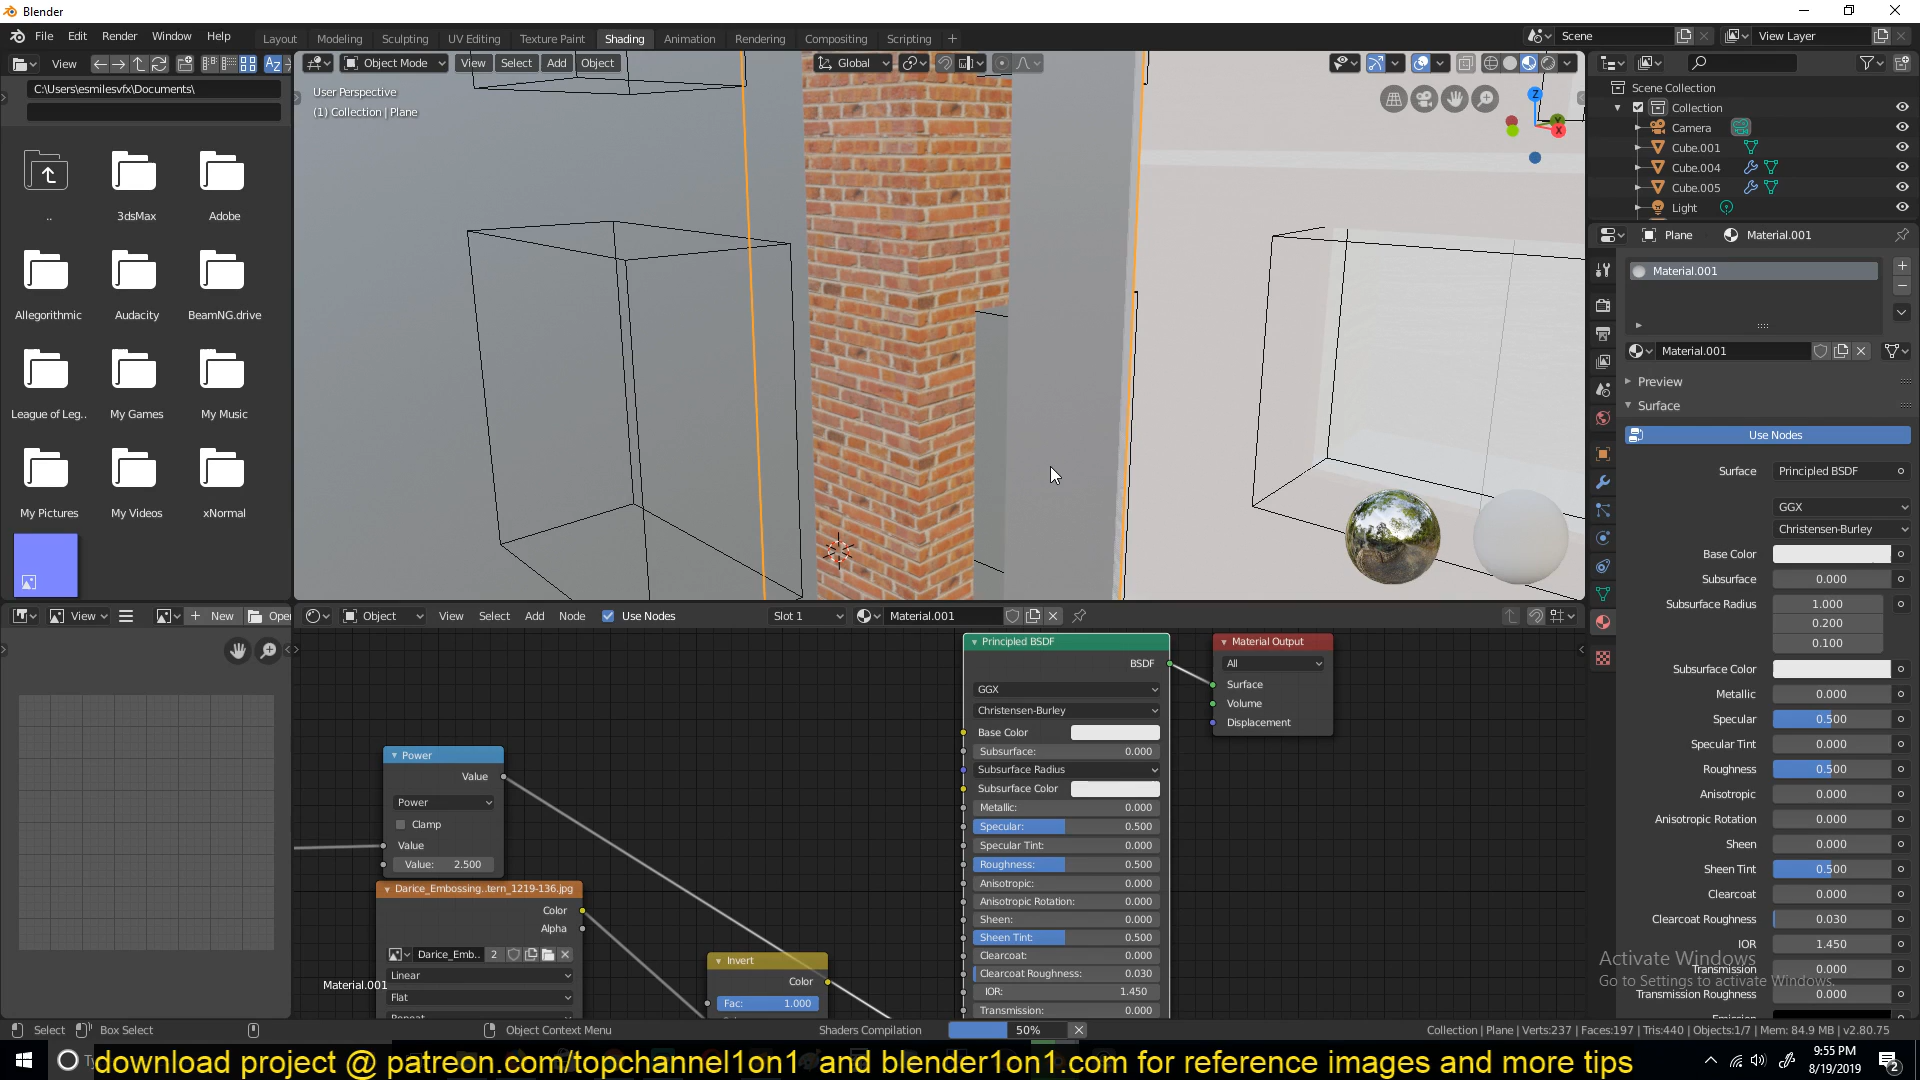 Blender
File Edit Render Window Help
Layout Modeling Sculpting UV Editing Texture Paint Shading Animation Rendering Compositing Scripting
Scene
View Layer
View
Object Mode View Select Add Object
Global
C:\Users\esmilesvfx\Documents\
User Perspective
(1) Collection | Plane
..
3dsMax
Adobe
Allegorithmic
Audacity
BeamNG.drive
League of Leg..
My Games
My Music
My Pictures
My Videos
xNormal
Z
Y
X
Scene Collection
Collection
Camera
Cube.001
Cube.004
Cube.005
Light
Plane Material.001
Material.001
Material.001
Preview
Surface
Use Nodes
Surface Principled BSDF
GGX
Christensen-Burley
Base Color
Subsurface 0.000
Subsurface Radius 1.000
0.200
0.100
Subsurface Color
Metallic 0.000
Specular 0.500
Specular Tint 0.000
Roughness 0.500
Anisotropic 0.000
Anisotropic Rotation 0.000
Sheen 0.000
Sheen Tint 0.500
Clearcoat 0.000
Clearcoat Roughness 0.030
IOR 1.450
Transmission 0.000
Transmission Roughness 0.000
Activate Windows
Go to Settings to activate Windows.
View New Open
Object View Select Add Node Use Nodes Slot 1 Material.001
Power
Value
Power
Clamp
Value
Value: 2.500
Darice_Embossing..tern_1219-136.jpg
Color
Alpha
Darice_Emb.. 2
Linear
Flat
Repeat
Material.001
Invert
Color
Fac: 1.000
Principled BSDF
BSDF
GGX
Christensen-Burley
Base Color
Subsurface: 0.000
Subsurface Radius
Subsurface Color
Metallic: 0.000
Specular: 0.500
Specular Tint: 0.000
Roughness: 0.500
Anisotropic: 0.000
Anisotropic Rotation: 0.000
Sheen: 0.000
Sheen Tint: 0.500
Clearcoat: 0.000
Clearcoat Roughness: 0.030
IOR: 1.450
Transmission: 0.000
Material Output
All
Surface
Volume
Displacement
Select Box Select Object Context Menu Shaders Compilation 50% Collection | Plane | Verts:237 | Faces:197 | Tris:440 | Objects:1/7 | Mem: 84.9 MB | v2.80.75
download project @ patreon.com/topchannel1on1 and blender1on1.com for reference images and more tips
9:55 PM
8/19/2019
2